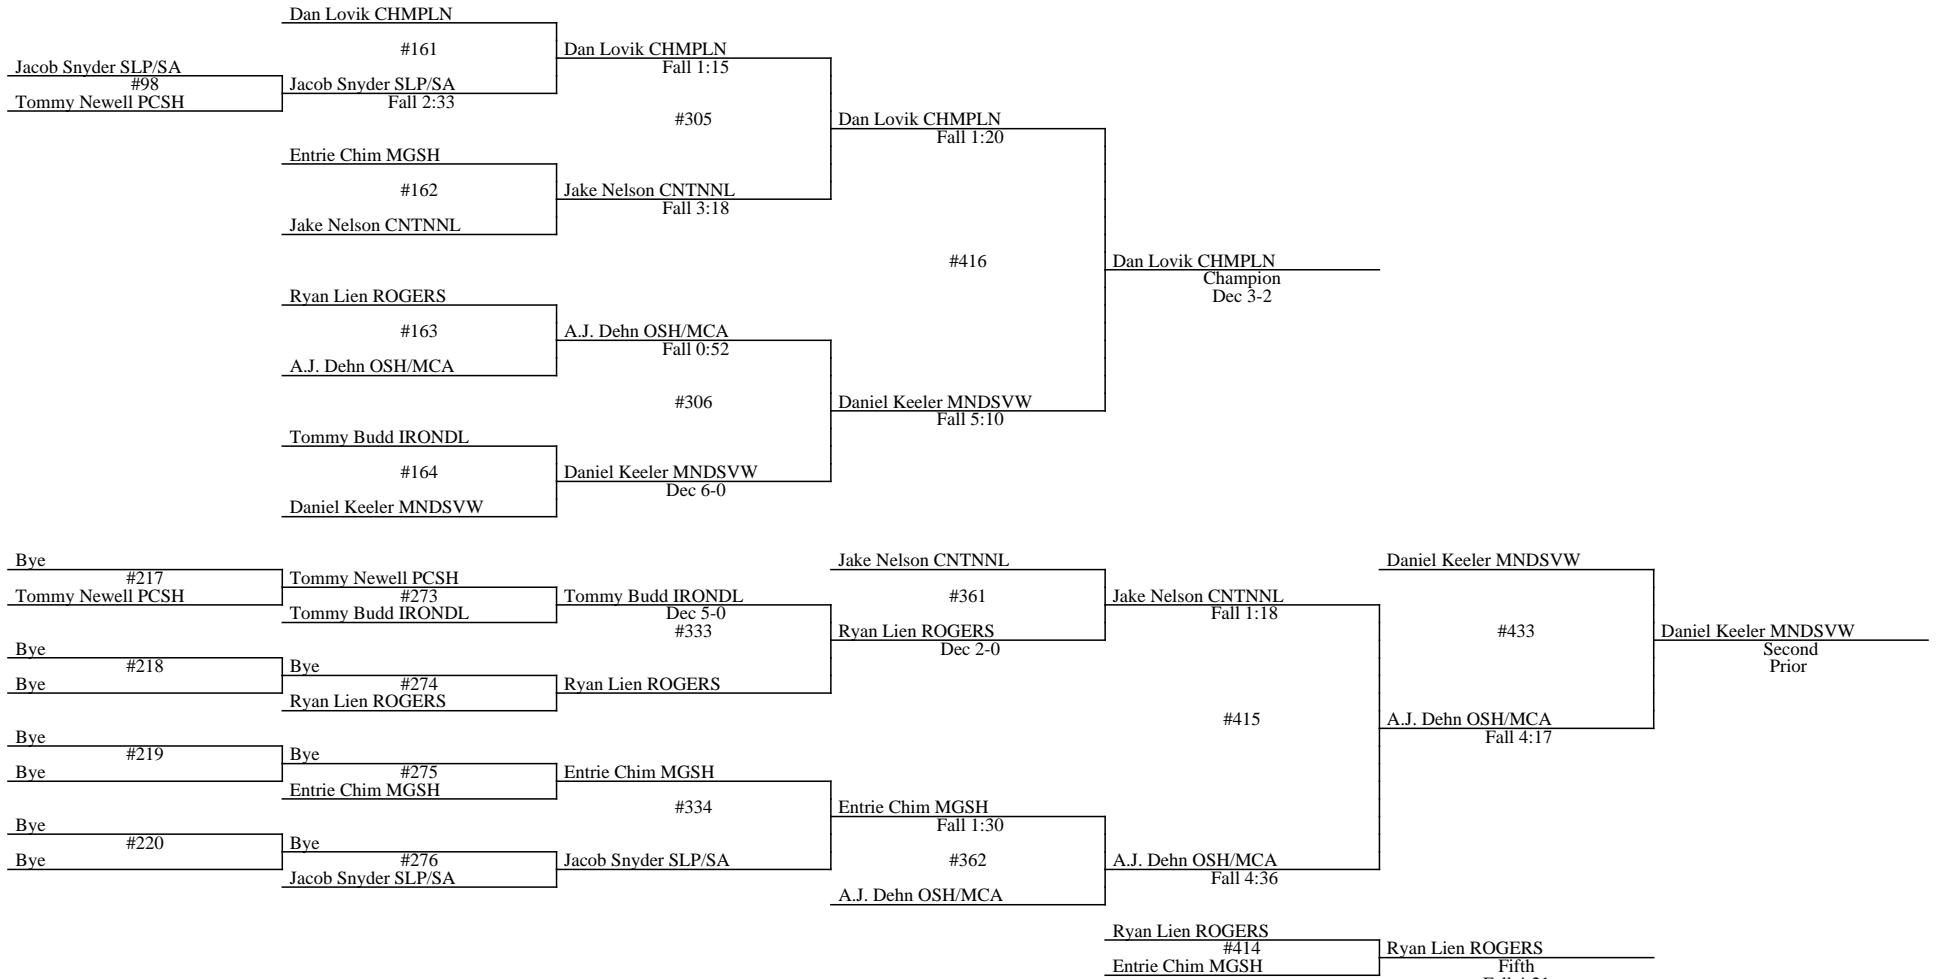 Dan Lovik CHMPLN
#161
Dan Lovik CHMPLN
Fall 1:15
Jacob Snyder SLP/SA
#98
Tommy Newell PCSH
Jacob Snyder SLP/SA
Fall 2:33
#305
Dan Lovik CHMPLN
Fall 1:20
Entrie Chim MGSH
#162
Jake Nelson CNTNNL
Fall 3:18
Jake Nelson CNTNNL
#416
Dan Lovik CHMPLN
Champion
Dec 3-2
Ryan Lien ROGERS
#163
A.J. Dehn OSH/MCA
Fall 0:52
A.J. Dehn OSH/MCA
#306
Daniel Keeler MNDSVW
Fall 5:10
Tommy Budd IRONDL
#164
Daniel Keeler MNDSVW
Dec 6-0
Daniel Keeler MNDSVW
Bye
#217
Tommy Newell PCSH
Tommy Newell PCSH
#273
Tommy Budd IRONDL
Tommy Budd IRONDL
Dec 5-0
#333
Jake Nelson CNTNNL
#361
Ryan Lien ROGERS
Dec 2-0
Jake Nelson CNTNNL
Fall 1:18
Daniel Keeler MNDSVW
#433
Daniel Keeler MNDSVW
Second
Prior
Bye
#218
Bye
Bye
#274
Ryan Lien ROGERS
Ryan Lien ROGERS
#415
A.J. Dehn OSH/MCA
Fall 4:17
Bye
#219
Bye
Bye
#275
Entrie Chim MGSH
Entrie Chim MGSH
#334
Entrie Chim MGSH
Fall 1:30
Bye
#220
Bye
Bye
#276
Jacob Snyder SLP/SA
Jacob Snyder SLP/SA
#362
A.J. Dehn OSH/MCA
Fall 4:36
A.J. Dehn OSH/MCA
Ryan Lien ROGERS
#414
Entrie Chim MGSH
Ryan Lien ROGERS
Fifth